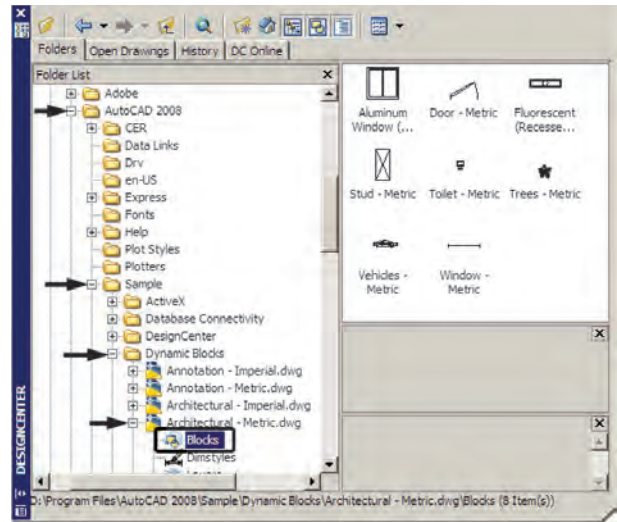 Folders
Open Drawings
History
DC Online
Folder List
Adobe
AutoCAD 2008
CER
Data Links
Drv
en-US
Express
Fonts
Help
Plot Styles
Plotters
Sample
ActiveX
Database Connectivity
DesignCenter
Dynamic Blocks
Annotation - Imperial.dwg
Annotation - Metric.dwg
Architectural - Imperial.dwg
Architectural - Metric.dwg
Blocks
Dimstyles
Aluminum
Window (...
Door - Metric
Fluorescent
(Recesse...
Stud - Metric
Toilet - Metric
Trees - Metric
Vehicles -
Metric
Window -
Metric
DESIGNCENTER
D:\Program Files\AutoCAD 2008\Sample\Dynamic Blocks\Architectural - Metric.dwg\Blocks (8 Item(s))